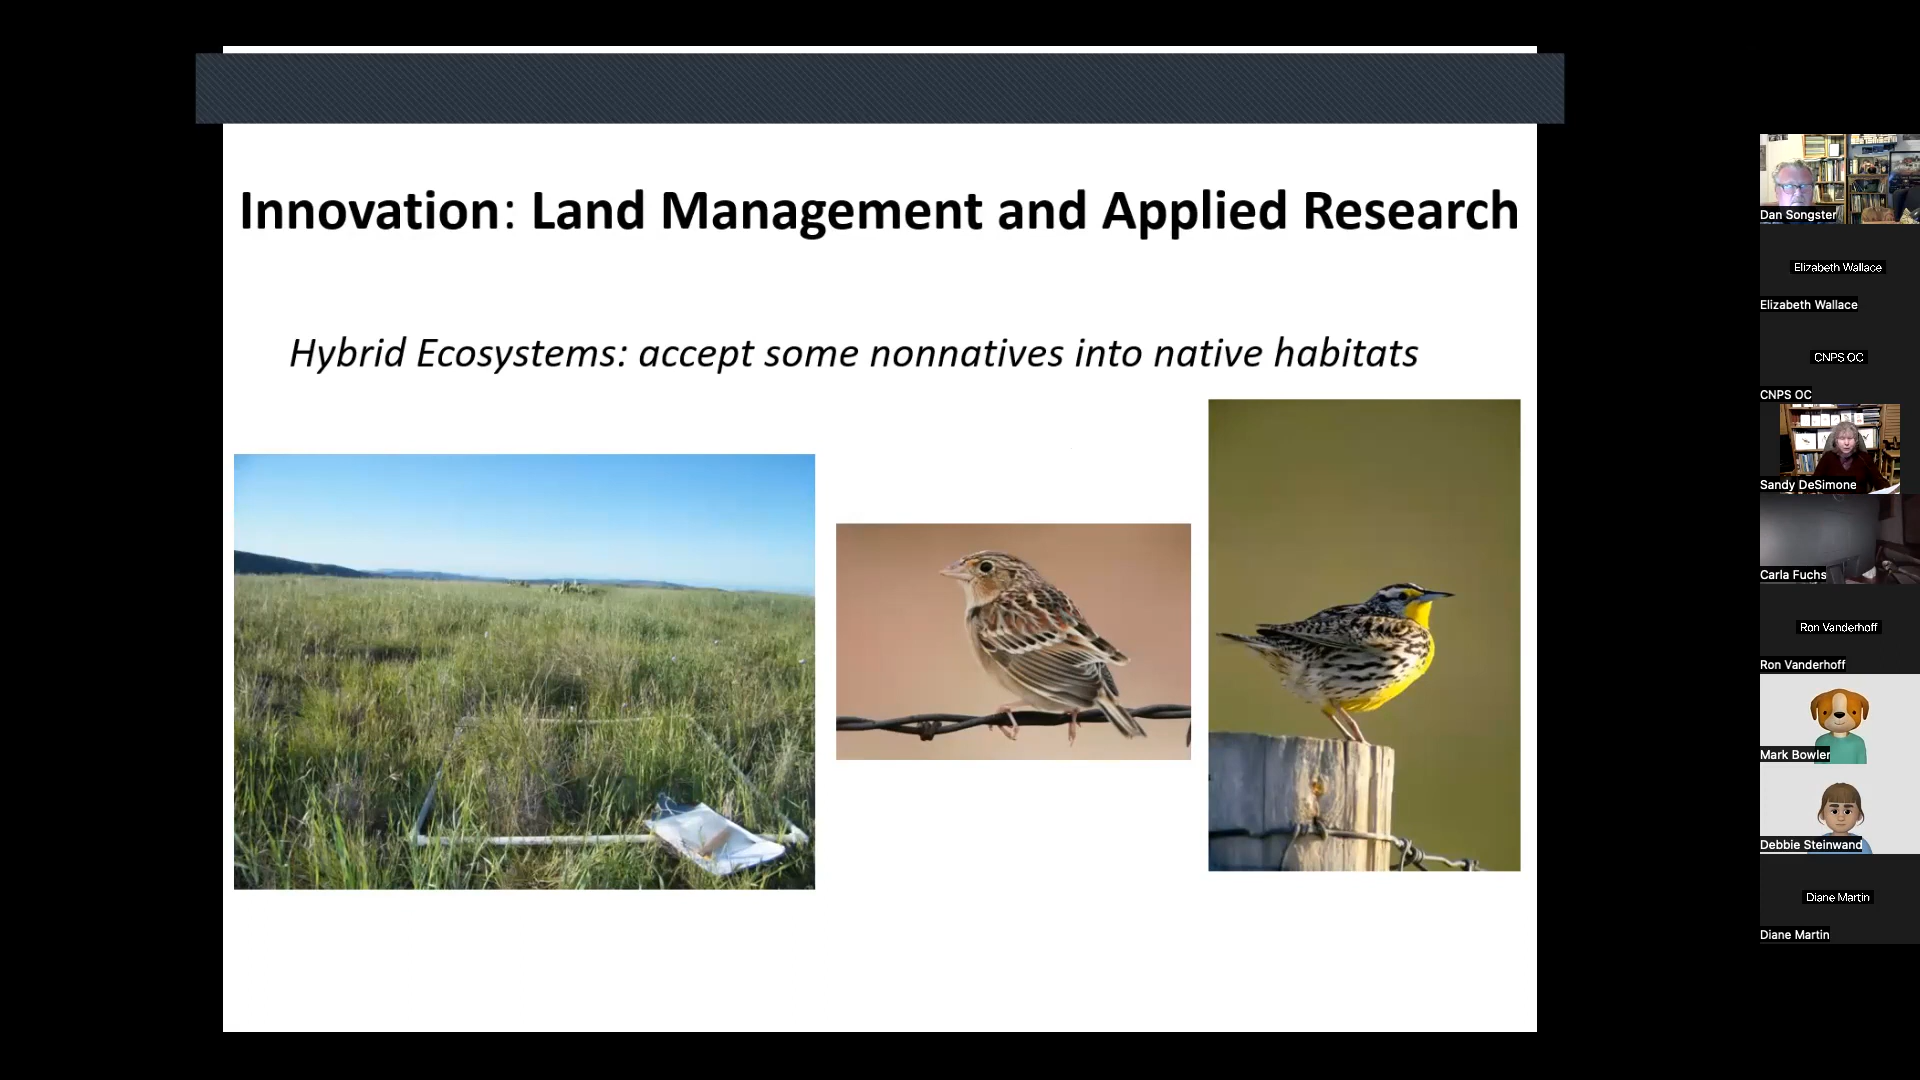 Innovation: Land Management and Applied Research
Hybrid Ecosystems: accept some nonnatives into native habitats
Dan Songster
Elizabeth Wallace
Elizabeth Wallace
CNPS OC
CNPS OC
Sandy DeSimone
Carla Fuchs
Ron Vanderhoff
Ron Vanderhoff
Mark Bowler
Debbie Steinwand
Diane Martin
Diane Martin